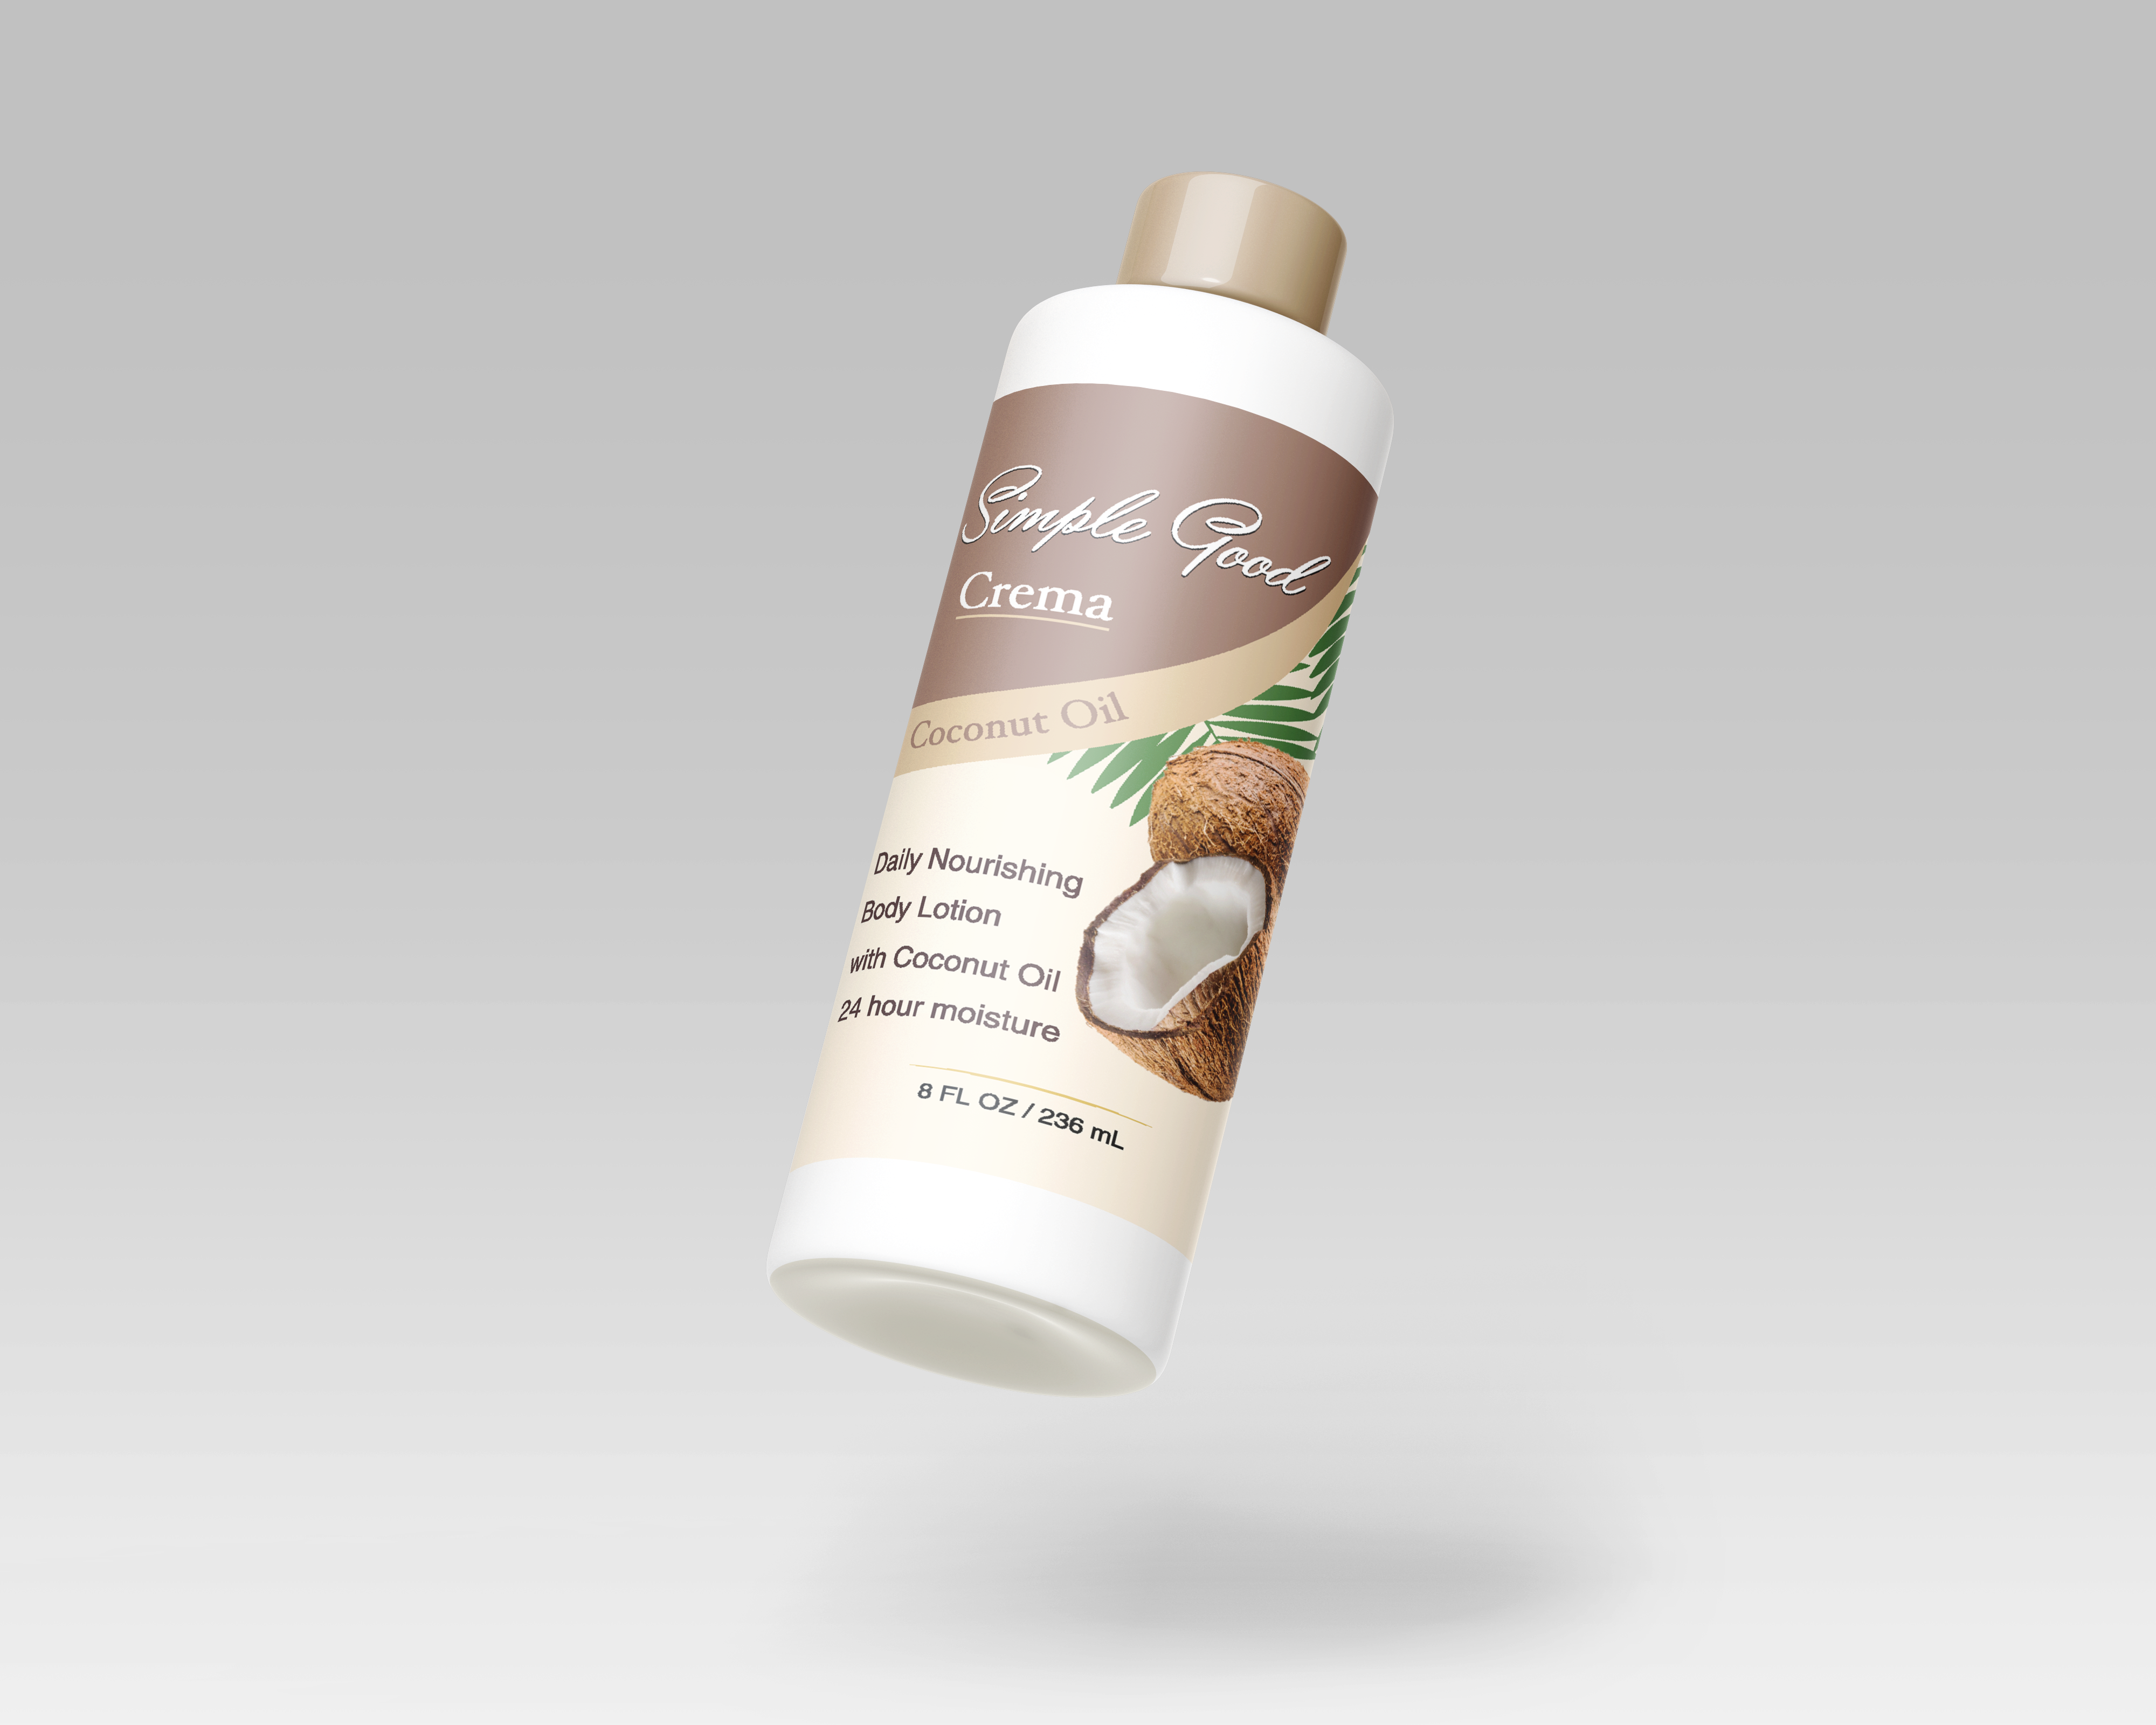 Simple Good
Crema
Coconut Oil
Daily Nourishing
Body Lotion
with Coconut Oil
24 hour moisture
8 FL OZ / 236 mL